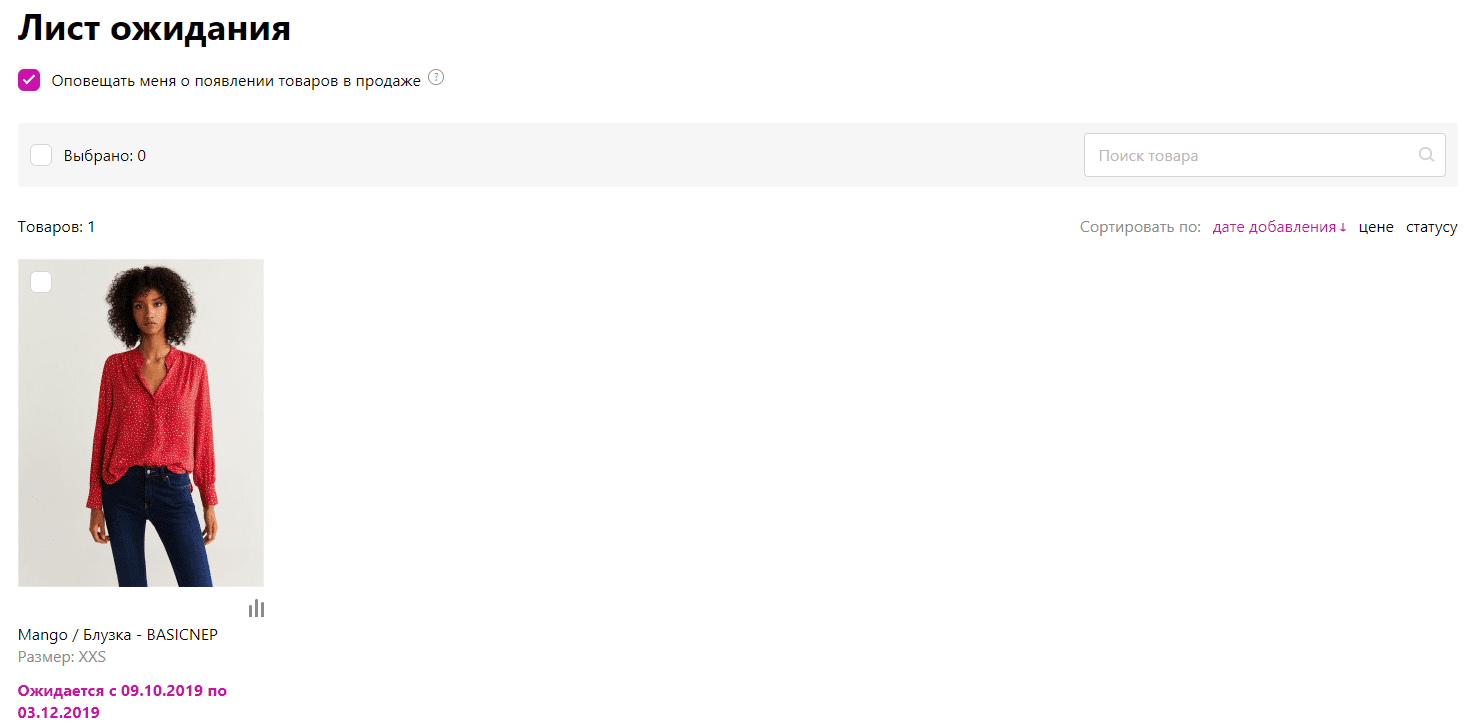 Лист ожидания
Оповещать меня о появлении товаров в продаже ?
Выбрано: 0
Поиск товара
Товаров: 1
Сортировать по: дате добавления↓ цене статусу
Mango / Блузка - BASICNEP
Размер: XXS
Ожидается с 09.10.2019 по
03.12.2019